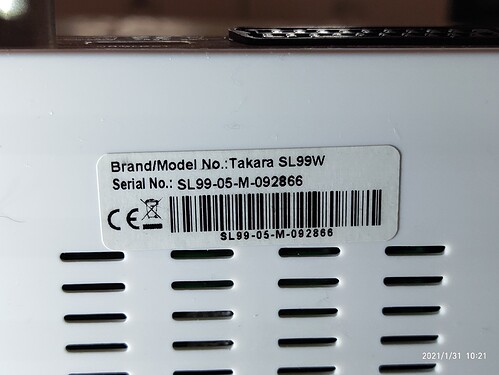 Brand/Model No.:Takara SL99W
Serial No.: SL99-05-M-092866
CE
SL99-05-M-092866
2021/1/31 10:21